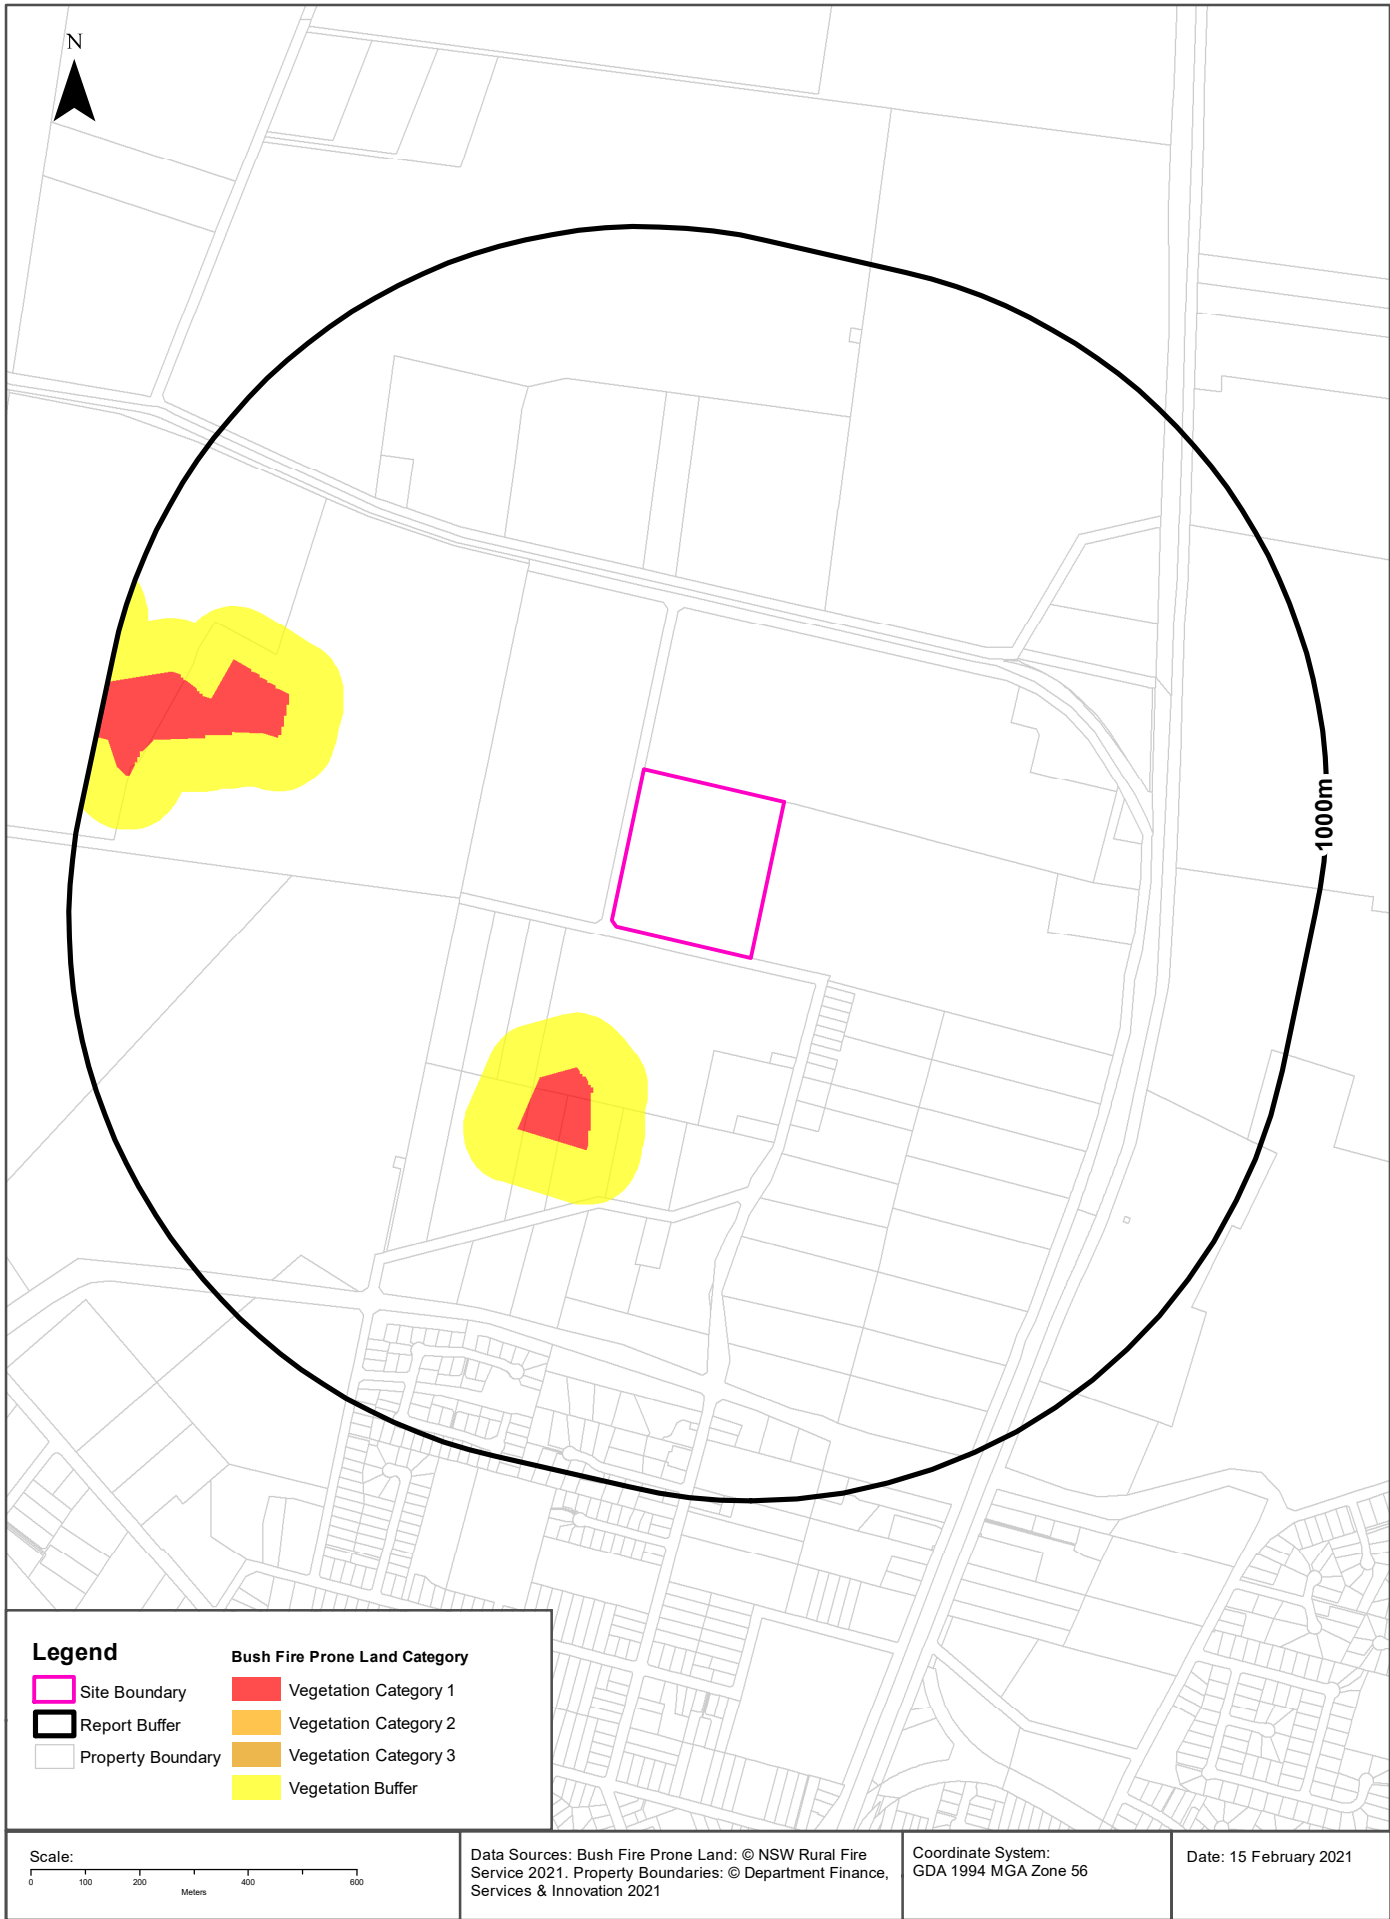 N
1000m
Legend
Site Boundary
Report Buffer
Property Boundary
Bush Fire Prone Land Category
Vegetation Category 1
Vegetation Category 2
Vegetation Category 3
Vegetation Buffer
Scale:
0 100 200 400 600
Meters
Data Sources: Bush Fire Prone Land: © NSW Rural Fire
Service 2021. Property Boundaries: © Department Finance,
Services & Innovation 2021
Coordinate System:
GDA 1994 MGA Zone 56
Date: 15 February 2021